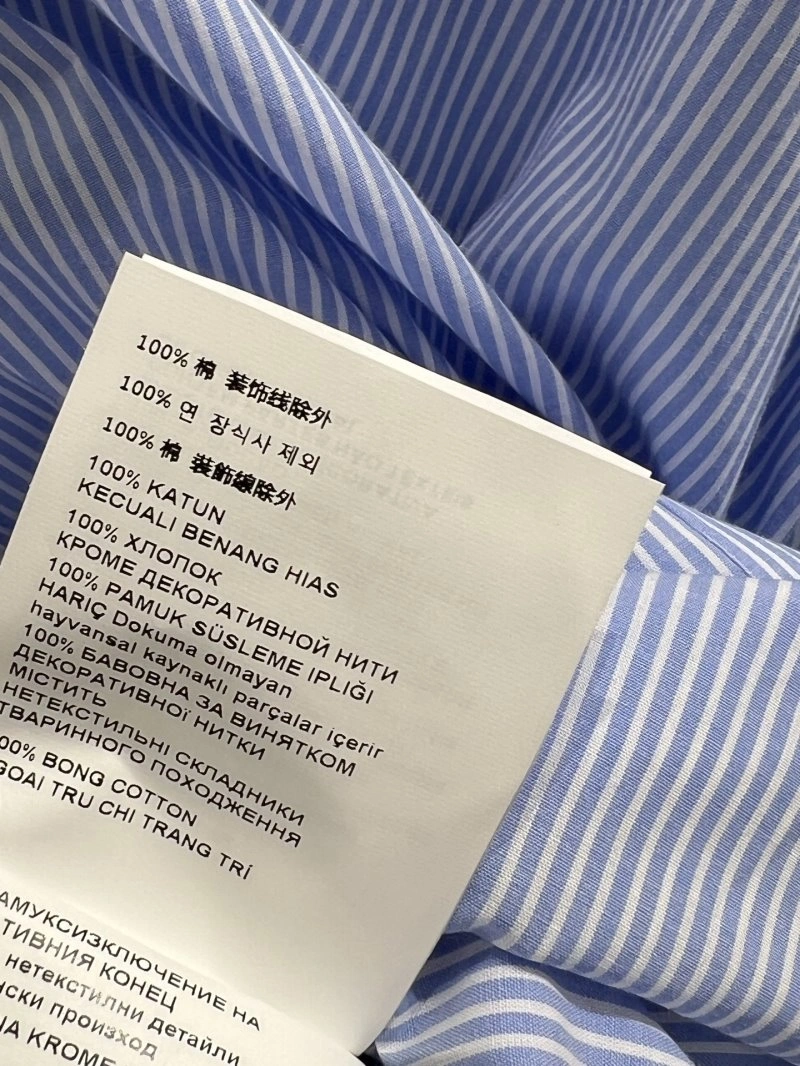 100% 棉 装饰线除外
100% 면 장식사 제외
100% 棉 裝飾線除外
100% KATUN
KECUALI BENANG HIAS
100% ХЛОПОК
КРОМЕ ДЕКОРАТИВНОЙ НИТИ
100% PAMUK SÜSLEME IPLIĞI
HARIÇ Dokuma olmayan
hayvansal kaynaklı parçalar içerir
100% БАВОВНА ЗА ВИНЯТКОМ
ДЕКОРАТИВНОї НИТКИ
МІСТИТЬ
НЕТЕКСТИЛЬНІ СКЛАДНИКИ
ТВАРИННОГО ПОХОДЖЕННЯ
00% BONG COTTON
GOAI TRU CHI TRANG TRÍ
АМУКСИЗКЛЮЧЕНИЕ НА
ТИВНИЯ КОНЕЦ
нетекстилни детайли
нски произход
NA KROME